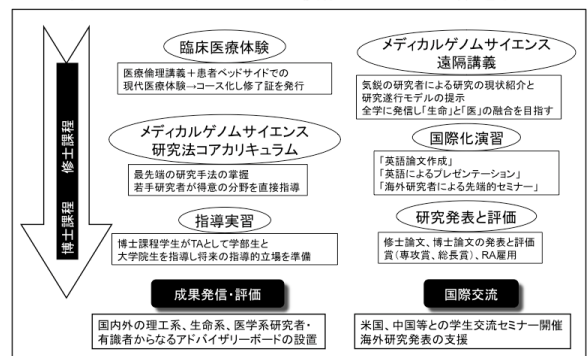 修士課程
博士課程
臨床医療体験
医療倫理講義＋患者ベッドサイドでの
現代医療体験→コース化し修了証を発行
メディカルゲノムサイエンス
研究法コアカリキュラム
最先端の研究手法の掌握
若手研究者が得意の分野を直接指導
指導実習
博士課程学生がTAとして学部生と
大学院生を指導し将来の指導的立場を準備
成果発信・評価
国内外の理工系、生命系、医学系研究者・
有識者からなるアドバイザリーボードの設置
メディカルゲノムサイエンス
遠隔講義
気鋭の研究者による研究の現状紹介と
研究遂行モデルの提示
全学に発信し「生命」と「医」の融合を目指す
国際化演習
「英語論文作成」
「英語によるプレゼンテーション」
「海外研究者による先端的セミナー」
研究発表と評価
修士論文、博士論文の発表と評価
賞（専攻賞、総長賞）、RA雇用
国際交流
米国、中国等との学生交流セミナー開催
海外研究発表の支援